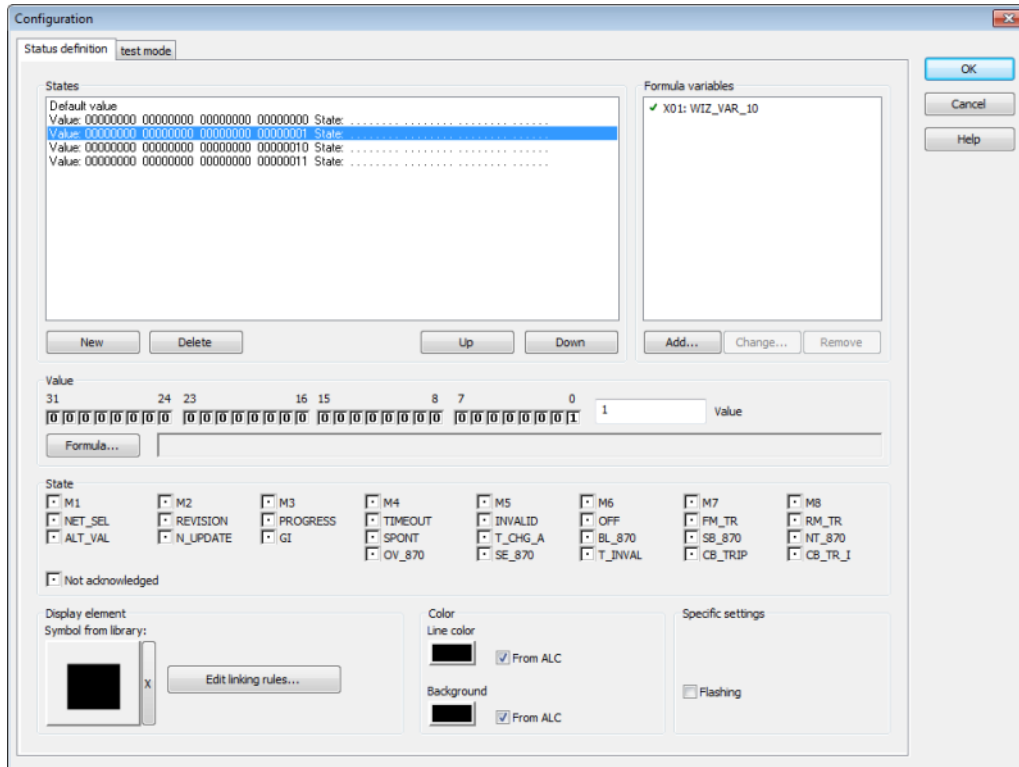 Configuration
Status definition test mode
OK
Cancel
Help
States
Default value
Value: 00000000 00000000 00000000 00000000 State: . . . . . . . . . . . . . . . . . . . . . . . . . . . . . .
Value: 00000000 00000000 00000000 00000001 State: . . . . . . . . . . . . . . . . . . . . . . . . . . . . . .
Value: 00000000 00000000 00000000 00000010 State: . . . . . . . . . . . . . . . . . . . . . . . . . . . . . .
Value: 00000000 00000000 00000000 00000011 State: . . . . . . . . . . . . . . . . . . . . . . . . . . . . . .
Formula variables
X01: WIZ_VAR_10
New Delete Up Down
Add... Change... Remove
Value
31 24 23 16 15 8 7 0
00000000 00000000 00000000 00000001 1 Value
Formula...
State
M1 M2 M3 M4 M5 M6 M7 M8
NET_SEL REVISION PROGRESS TIMEOUT INVALID OFF FM_TR RM_TR
ALT_VAL N_UPDATE GI SPONT T_CHG_A BL_870 SB_870 NT_870
OV_870 SE_870 T_INVAL CB_TRIP CB_TR_I
Not acknowledged
Display element
Symbol from library:
X
Edit linking rules...
Color
Line color
From ALC
Background
From ALC
Specific settings
Flashing